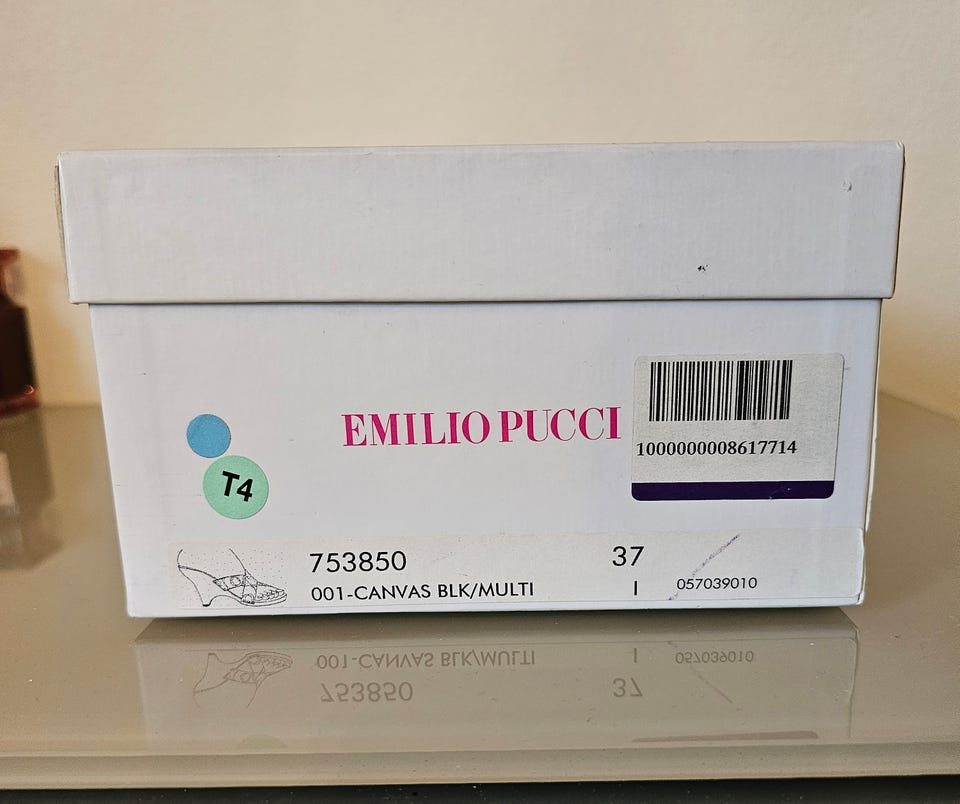 EMILIO PUCCI
1000000008617714
T4
753850 37
001-CANVAS BLK/MULTI I 057039010